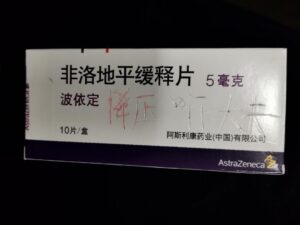 非洛地平缓释片 5毫克
波依定 降压
10片/盒
阿斯利康药业(中国)有限公司
AstraZeneca